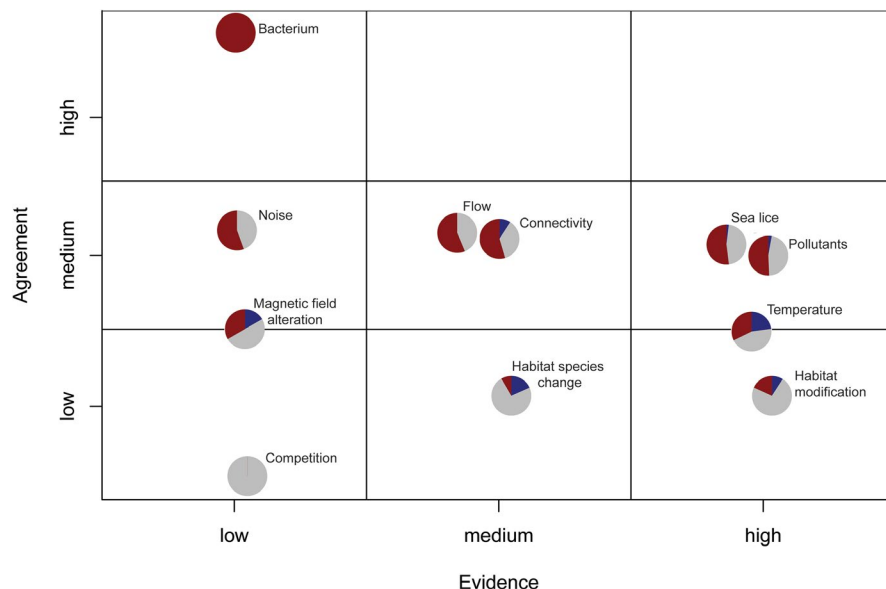 Bacterium
high
Agreement
Noise
Flow
Connectivity
Sea lice
Pollutants
medium
Magnetic field
alteration
Temperature
Habitat species
change
Habitat
modification
low
Competition
low
medium
high
Evidence